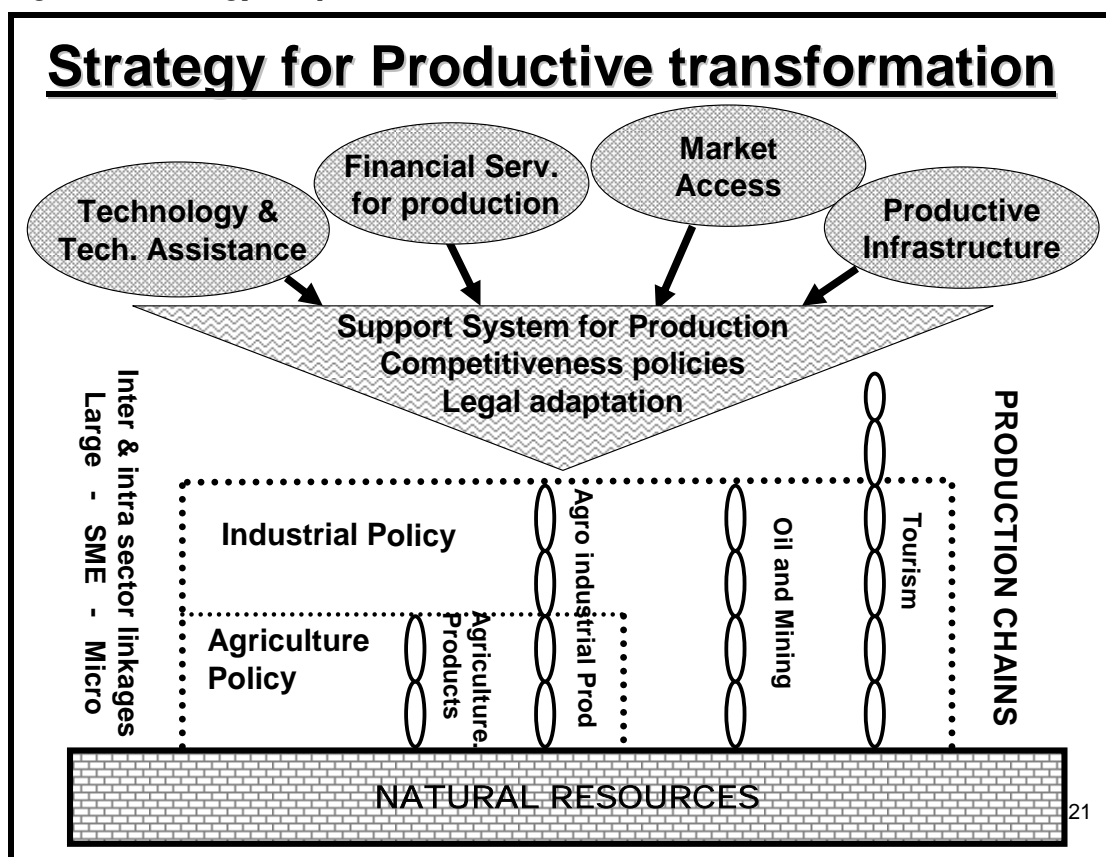 Strategy for Productive transformation
Technology &
Tech. Assistance
Financial Serv.
for production
Market
Access
Productive
Infrastructure
Support System for Production
Competitiveness policies
Legal adaptation
Inter & intra sector linkages
Large - SME - Micro
Industrial Policy
Agriculture
Policy
Agriculture.
Products
Agro industrial Prod
Oil and Mining
Tourism
PRODUCTION CHAINS
NATURAL RESOURCES
21